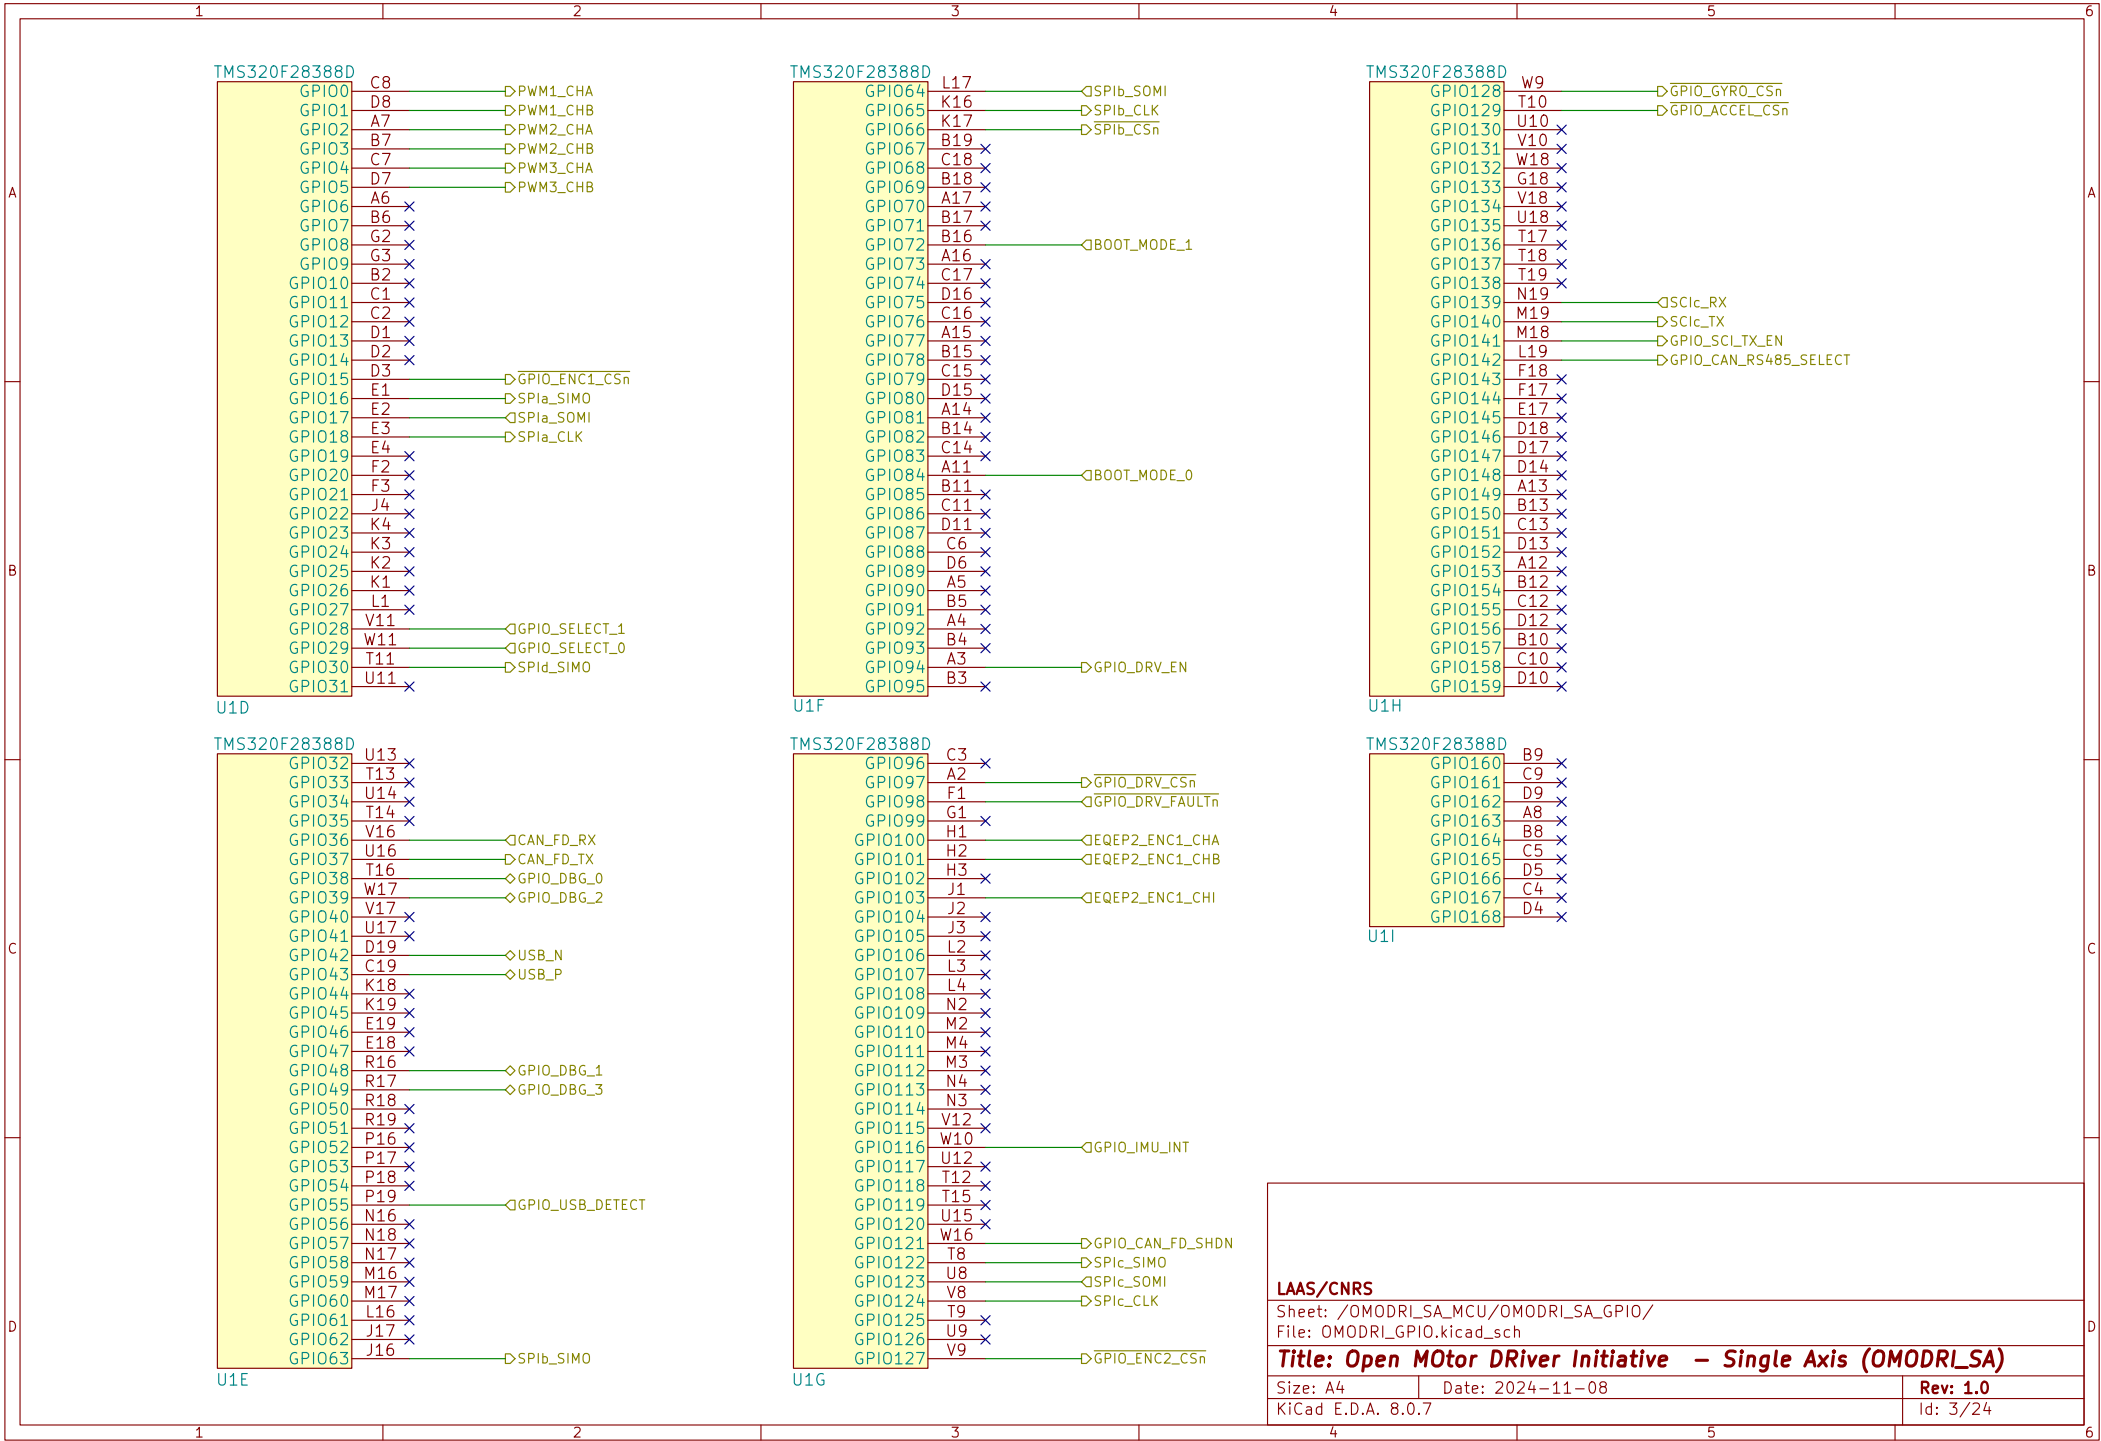 1 2 3 4 5 6
TMS320F28388D
GPIO0 C8 PWM1_CHA
GPIO1 D8 PWM1_CHB
GPIO2 A7 PWM2_CHA
GPIO3 B7 PWM2_CHB
GPIO4 C7 PWM3_CHA
GPIO5 D7 PWM3_CHB
A
GPIO6 A6
GPIO7 B6
GPIO8 G2
GPIO9 G3
GPIO10 B2
GPIO11 C1
GPIO12 C2
GPIO13 D1
GPIO14 D2
GPIO15 D3 GPIO_ENC1_CSn
GPIO16 E1 SPIa_SIMO
GPIO17 E2 SPIa_SOMI
GPIO18 E3 SPIa_CLK
GPIO19 E4
GPIO20 F2
GPIO21 F3
GPIO22 J4
GPIO23 K4
GPIO24 K3
B
GPIO25 K2
GPIO26 K1
GPIO27 L1
GPIO28 V11 GPIO_SELECT_1
GPIO29 W11 GPIO_SELECT_0
GPIO30 T11 SPId_SIMO
GPIO31 U11
U1D
TMS320F28388D
GPIO64 L17 SPIb_SOMI
GPIO65 K16 SPIb_CLK
GPIO66 K17 SPIb_CSn
GPIO67 B19
GPIO68 C18
GPIO69 B18
GPIO70 A17
GPIO71 B17
GPIO72 B16 BOOT_MODE_1
GPIO73 A16
GPIO74 C17
GPIO75 D16
GPIO76 C16
GPIO77 A15
GPIO78 B15
GPIO79 C15
GPIO80 D15
GPIO81 A14
GPIO82 B14
GPIO83 C14
GPIO84 A11 BOOT_MODE_0
GPIO85 B11
GPIO86 C11
GPIO87 D11
GPIO88 C6
GPIO89 D6
GPIO90 A5
GPIO91 B5
GPIO92 A4
GPIO93 B4
GPIO94 A3 GPIO_DRV_EN
GPIO95 B3
U1F
TMS320F28388D
GPIO128 W9 GPIO_GYRO_CSn
GPIO129 T10 GPIO_ACCEL_CSn
GPIO130 U10
GPIO131 V10
GPIO132 W18
GPIO133 G18
GPIO134 V18
GPIO135 U18
GPIO136 T17
GPIO137 T18
GPIO138 T19
GPIO139 N19 SCIc_RX
GPIO140 M19 SCIc_TX
GPIO141 M18 GPIO_SCI_TX_EN
GPIO142 L19 GPIO_CAN_RS485_SELECT
GPIO143 F18
GPIO144 F17
GPIO145 E17
GPIO146 D18
GPIO147 D17
GPIO148 D14
GPIO149 A13
GPIO150 B13
GPIO151 C13
GPIO152 D13
GPIO153 A12
GPIO154 B12
GPIO155 C12
GPIO156 D12
GPIO157 B10
GPIO158 C10
GPIO159 D10
U1H
A
B
TMS320F28388D
GPIO32 U13
GPIO33 T13
GPIO34 U14
GPIO35 T14
GPIO36 V16 CAN_FD_RX
GPIO37 U16 CAN_FD_TX
GPIO38 T16 GPIO_DBG_0
GPIO39 W17 GPIO_DBG_2
GPIO40 V17
GPIO41 U17
C
GPIO42 D19 USB_N
GPIO43 C19 USB_P
GPIO44 K18
GPIO45 K19
GPIO46 E19
GPIO47 E18
GPIO48 R16 GPIO_DBG_1
GPIO49 R17 GPIO_DBG_3
GPIO50 R18
GPIO51 R19
GPIO52 P16
GPIO53 P17
GPIO54 P18
GPIO55 P19 GPIO_USB_DETECT
GPIO56 N16
GPIO57 N18
GPIO58 N17
GPIO59 M16
GPIO60 M17
GPIO61 L16
D
GPIO62 J17
GPIO63 J16 SPIb_SIMO
U1E
TMS320F28388D
GPIO96 C3
GPIO97 A2 GPIO_DRV_CSn
GPIO98 F1 GPIO_DRV_FAULTn
GPIO99 G1
GPIO100 H1 EQEP2_ENC1_CHA
GPIO101 H2 EQEP2_ENC1_CHB
GPIO102 H3
GPIO103 J1 EQEP2_ENC1_CHI
GPIO104 J2
GPIO105 J3
GPIO106 L2
GPIO107 L3
GPIO108 L4
GPIO109 N2
GPIO110 M2
GPIO111 M4
GPIO112 M3
GPIO113 N4
GPIO114 N3
GPIO115 V12
GPIO116 W10 GPIO_IMU_INT
GPIO117 U12
GPIO118 T12
GPIO119 T15
GPIO120 U15
GPIO121 W16 GPIO_CAN_FD_SHDN
GPIO122 T8 SPIc_SIMO
GPIO123 U8 SPIc_SOMI
GPIO124 V8 SPIc_CLK
GPIO125 T9
GPIO126 U9
GPIO127 V9 GPIO_ENC2_CSn
U1G
TMS320F28388D
GPIO160 B9
GPIO161 C9
GPIO162 D9
GPIO163 A8
GPIO164 B8
GPIO165 C5
GPIO166 D5
GPIO167 C4
GPIO168 D4
U1I
C
D
LAAS/CNRS
Sheet: /OMODRI_SA_MCU/OMODRI_SA_GPIO/
File: OMODRI_GPIO.kicad_sch
Title: Open MOtor DRiver Initiative – Single Axis (OMODRI_SA)
Size: A4 Date: 2024-11-08 Rev: 1.0
KiCad E.D.A. 8.0.7 Id: 3/24
1 2 3 4 5 6